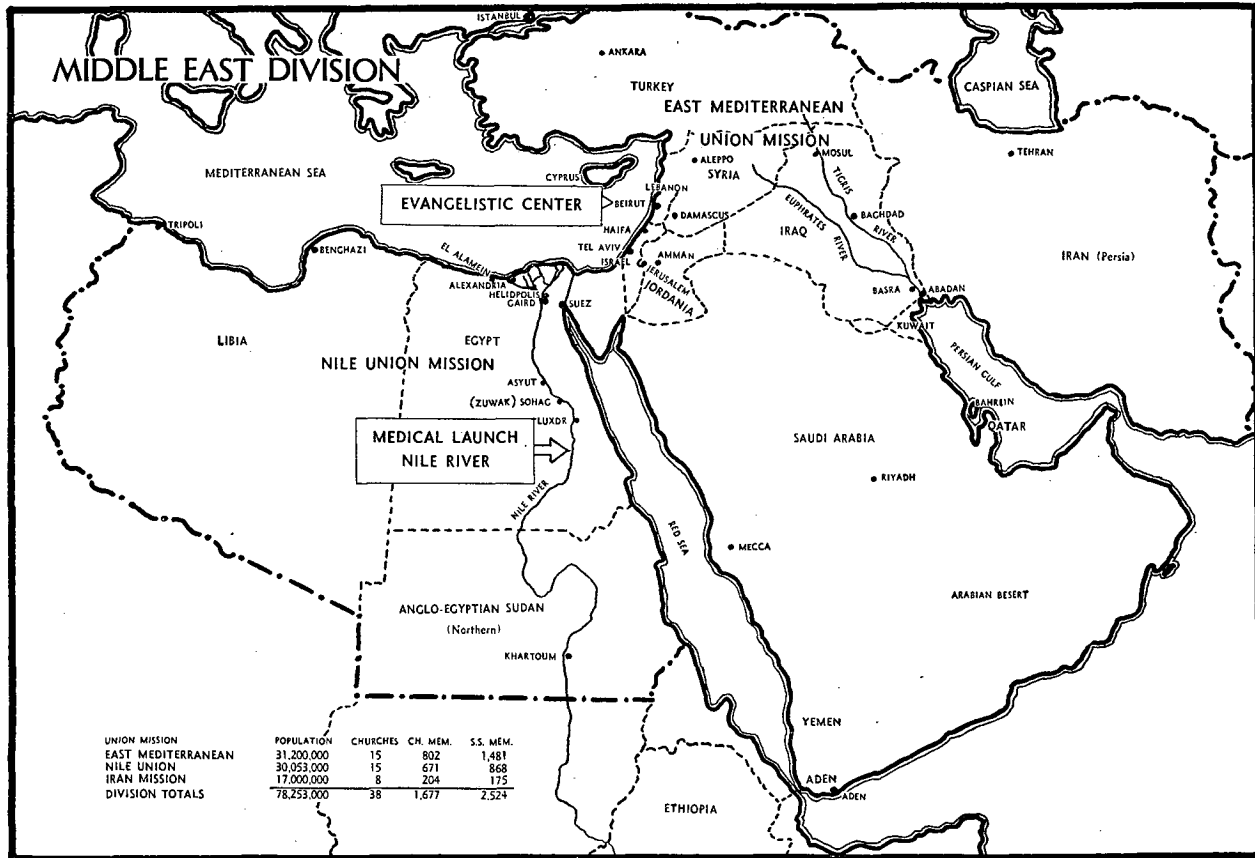 ISTANBUL
MIDDLE EAST DIVISION
ANKARA
TURKEY
CASPIAN SEA
EAST MEDITERRANEAN
UNION MISSION
MOSUL
TEHRAN
ALEPPO
SYRIA
MEDITERRANEAN SEA
CYPRUS
TIGRIS
RIVER
LEBANON
EVANGELISTIC CENTER
BEIRUT
DAMASCUS
EUPHRATES
RIVER
BAGHDAD
TRIPOLI
HAIFA
IRAQ
BENGHAZI
EL ALAMEIN
TEL AVIV
ISRAEL
AMMAN
JERUSALEM
JORDANIA
IRAN (Persia)
ALEXANDRIA
HELIDPOLIS
CAIRD
SUEZ
BASRA
ABADAN
KUWAIT
LIBIA
EGYPT
PERSIAN GULF
NILE UNION MISSION
ASYUT
(ZUWAK) SOHAG
BAHREIN
LUXDR
QATAR
MEDICAL LAUNCH
NILE RIVER
SAUDI ARABIA
RIYADH
NILE RIVER
RED SEA
MECCA
ARABIAN BESERT
ANGLO-EGYPTIAN SUDAN
(Northern)
KHARTOUM
YEMEN
ADEN
ADEN
ETHIOPIA
UNION MISSION POPULATION CHURCHES CH. MEM. S.S. MEM.
EAST MEDITERRANEAN 31,200,000 15 802 1,481
NILE UNION 30,053,000 15 671 868
IRAN MISSION 17,000,000 8 204 175
DIVISION TOTALS 78,253,000 38 1,677 2,524